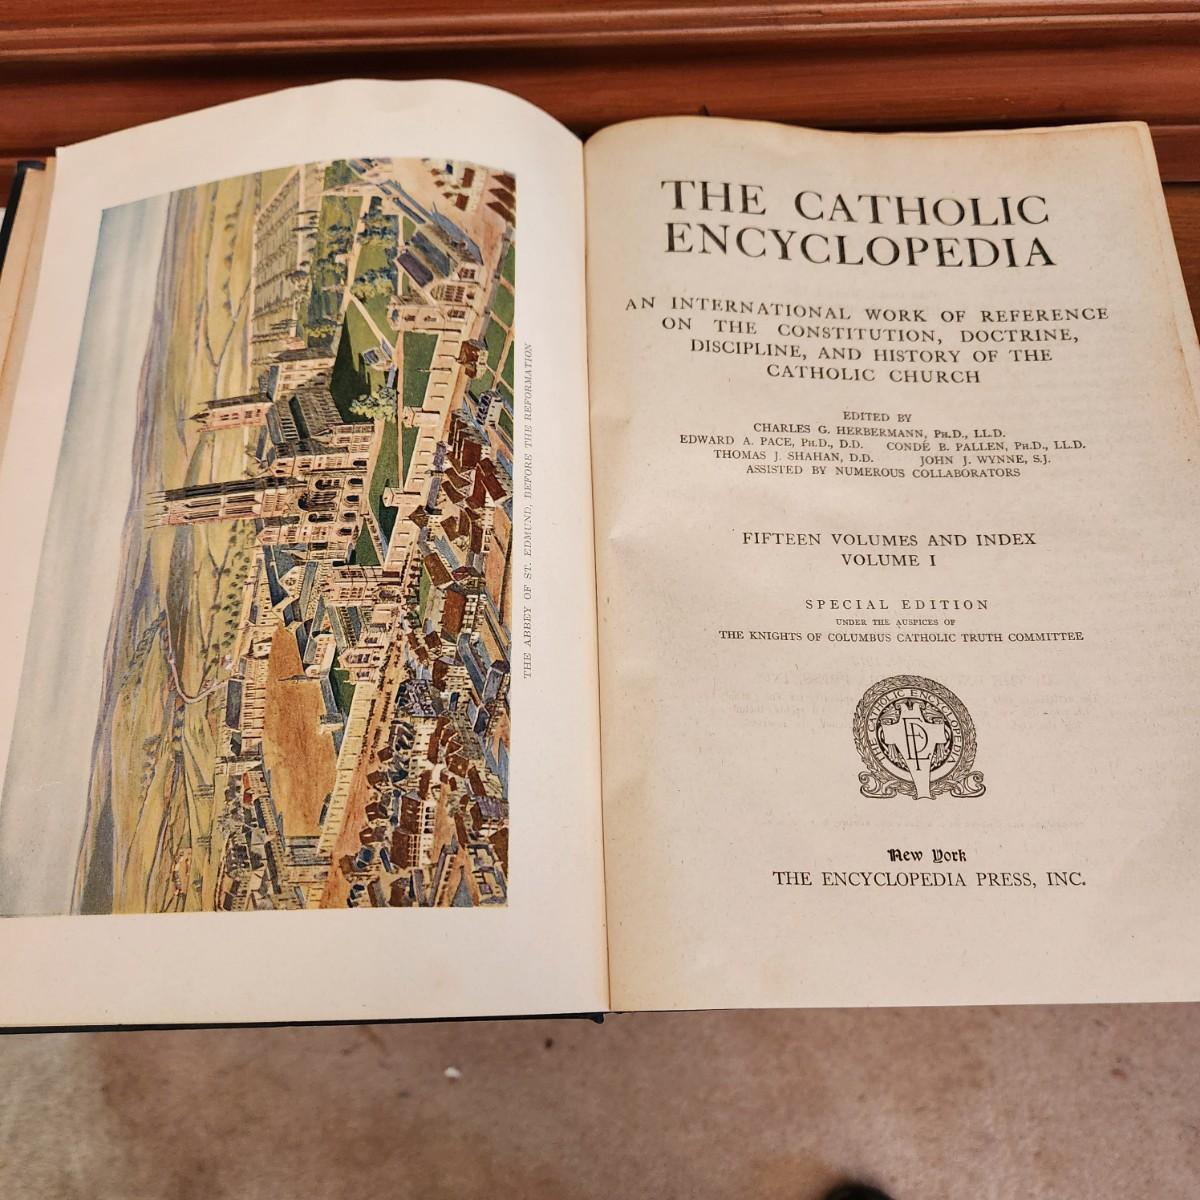 THE ABBEY OF ST. EDMUND, BEFORE THE REFORMATION
THE CATHOLIC
ENCYCLOPEDIA
AN INTERNATIONAL WORK OF REFERENCE
ON THE CONSTITUTION, DOCTRINE,
DISCIPLINE, AND HISTORY OF THE
CATHOLIC CHURCH
EDITED BY
CHARLES G. HERBERMANN, PH.D., LL.D.
EDWARD A. PACE, PH.D., D.D. CONDÉ B. PALLEN, PH.D., LL.D.
THOMAS J. SHAHAN, D.D. JOHN J. WYNNE, S.J.
ASSISTED BY NUMEROUS COLLABORATORS
FIFTEEN VOLUMES AND INDEX
VOLUME I
SPECIAL EDITION
UNDER THE AUSPICES OF
THE KNIGHTS OF COLUMBUS CATHOLIC TRUTH COMMITTEE
THE CATHOLIC ENCYCLOPEDIA
New York
THE ENCYCLOPEDIA PRESS, INC.